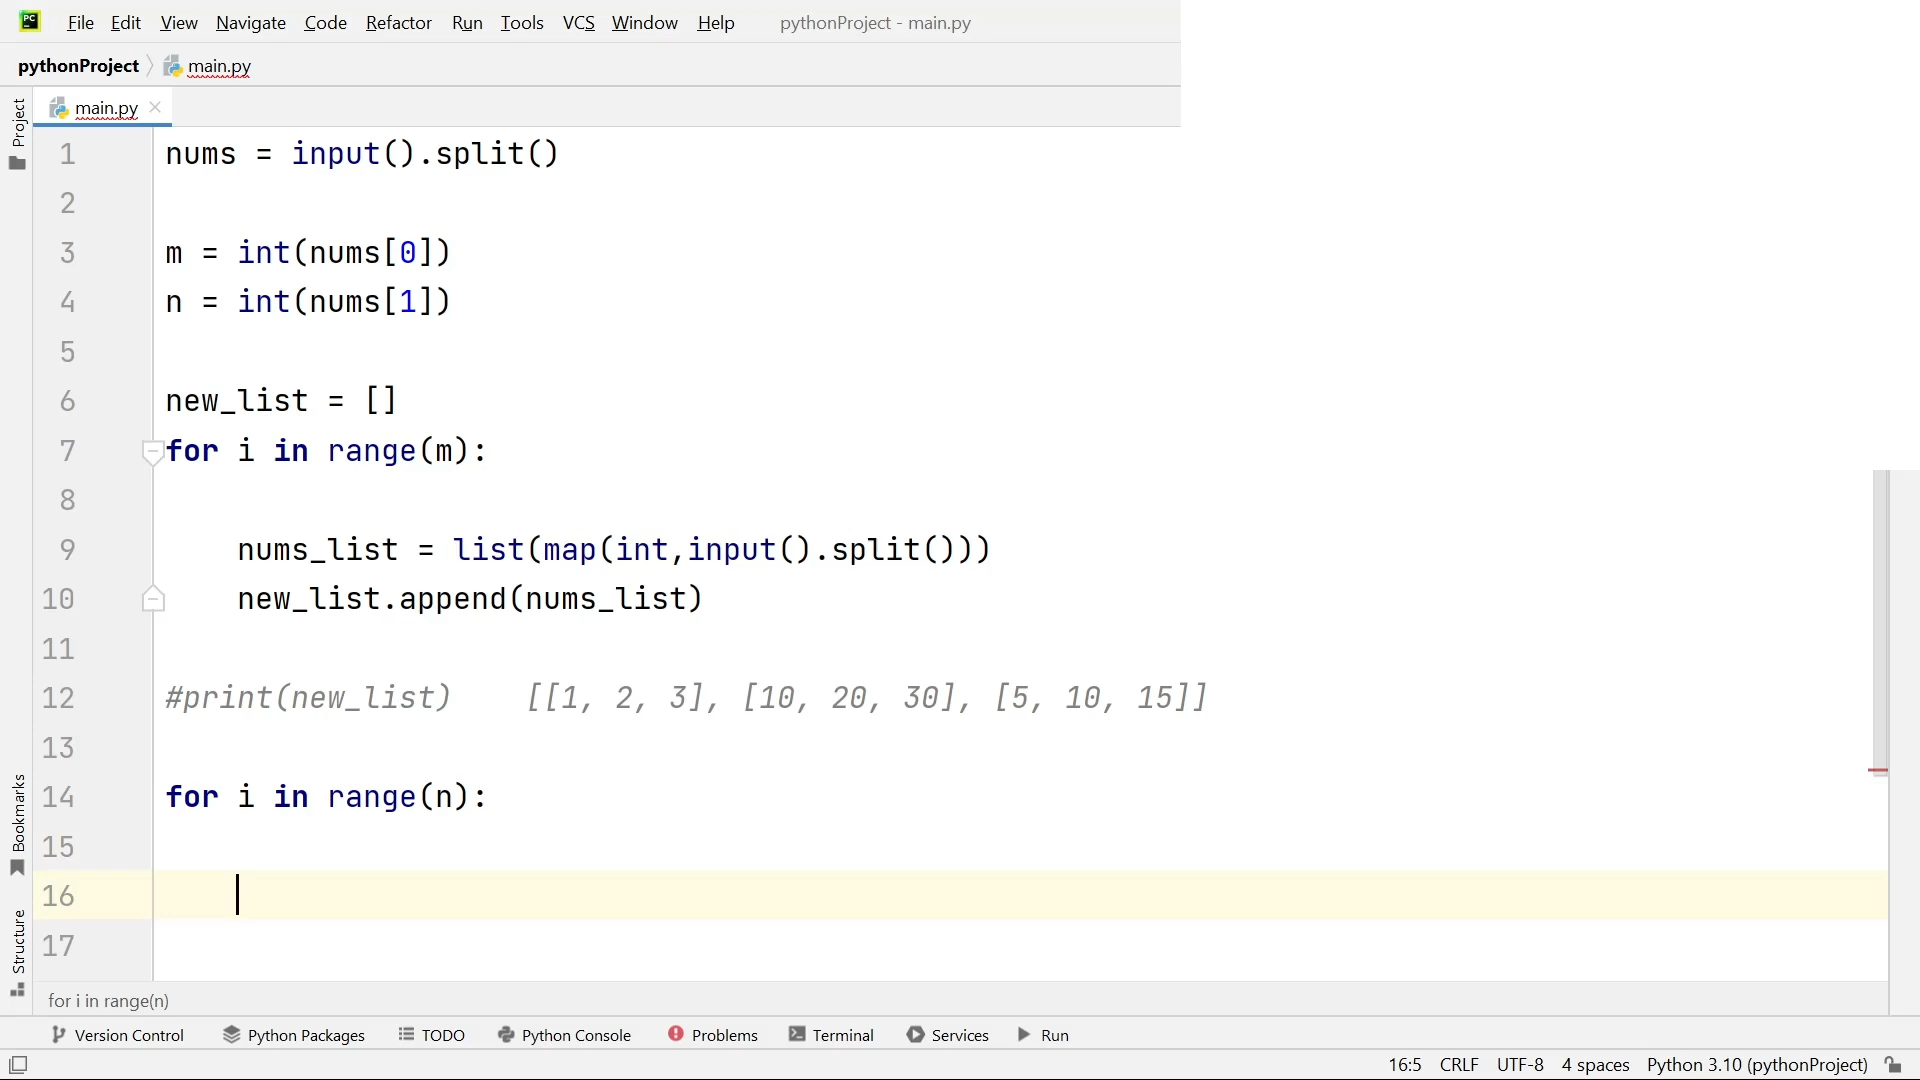 PC
File Edit View Navigate Code Refactor Run Tools VCS Window Help pythonProject - main.py
pythonProject main.py
main.py
Project
1 nums = input().split()
2
3 m = int(nums[0])
4 n = int(nums[1])
5
6 new_list = []
7 for i in range(m):
8
9 nums_list = list(map(int,input().split()))
10 new_list.append(nums_list)
11
12 #print(new_list) [[1, 2, 3], [10, 20, 30], [5, 10, 15]]
13
14 for i in range(n):
15
16
17
Bookmarks
Structure
for i in range(n)
Version Control Python Packages TODO Python Console Problems Terminal Services Run
16:5 CRLF UTF-8 4 spaces Python 3.10 (pythonProject)